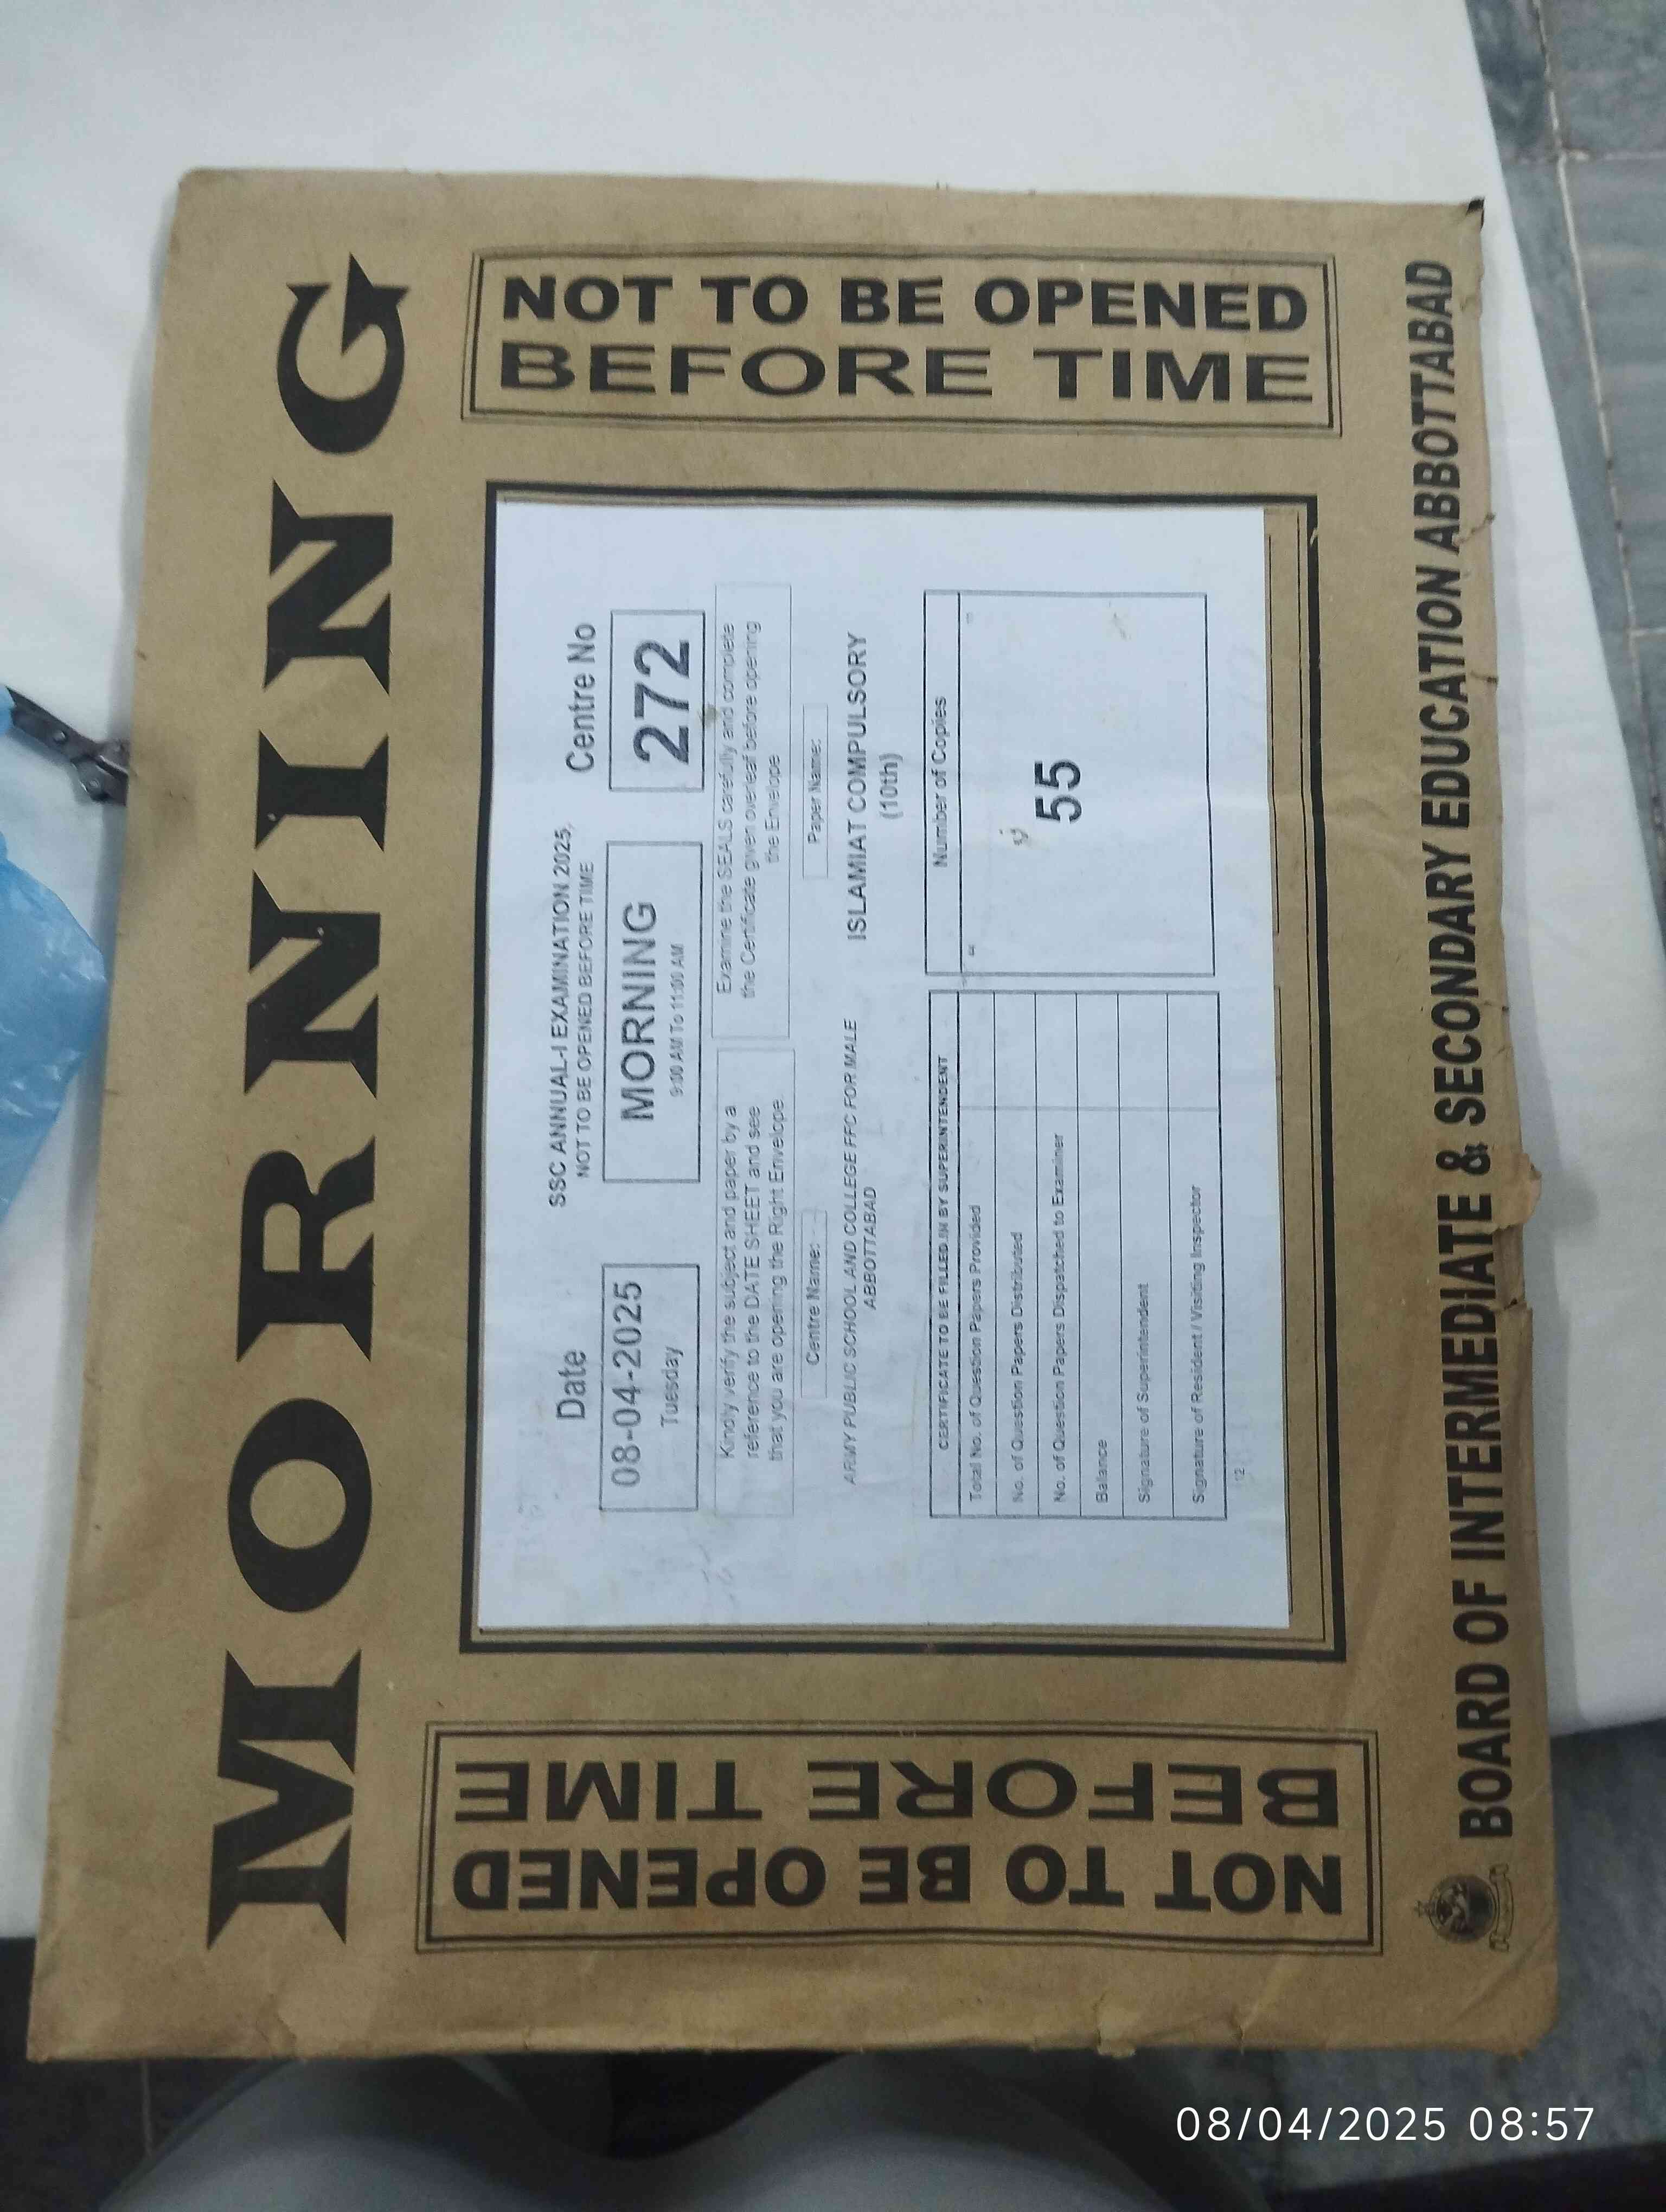 MORNING
NOT TO BE OPENED
BEFORE TIME
Date
08-04-2025
Tuesday
SSC ANNUAL-I EXAMINATION 2025,
NOT TO BE OPENED BEFORE TIME
MORNING
9:00 AM To 11:00 AM
Centre No
272
Kindly verify the subject and paper by a
reference to the DATE SHEET and see
that you are opening the Right Envelope
Examine the SEALS carefully and complete
the Certificate given overleaf before opening
the Envelope
Centre Name:
ARMY PUBLIC SCHOOL AND COLLEGE FFC FOR MALE
ABBOTTABAD
Paper Name:
ISLAMIAT COMPULSORY
(10th)
CERTIFICATE TO BE FILLED IN BY SUPERINTENDENT
Total No. of Question Papers Provided
No. of Question Papers Distributed
No. of Question Papers Dispatched to Examiner
Balance
Signature of Superintendent
Signature of Resident / Visiting Inspector
Number of Copies
55
12
NOT TO BE OPENED
BEFORE TIME
BOARD OF INTERMEDIATE & SECONDARY EDUCATION ABBOTTABAD
08/04/2025 08:57